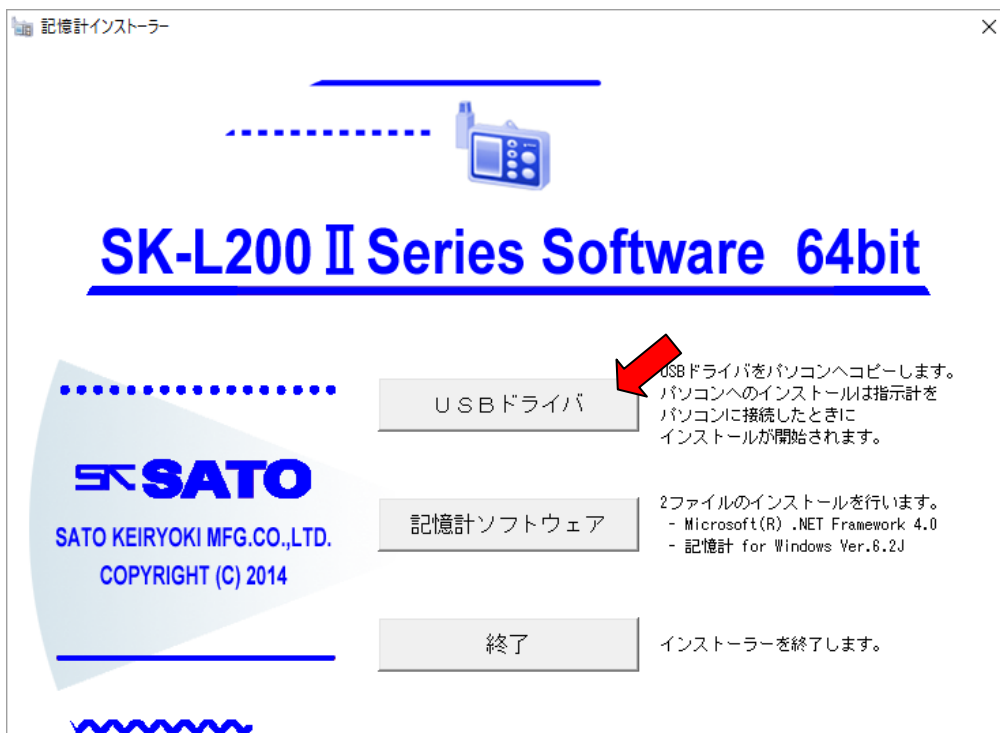 記憶計インストーラー
SK-L200Ⅱ Series Software 64bit
USBドライバ
USBドライバをパソコンへコピーします。
パソコンへのインストールは指示計を
パソコンに接続したときに
インストールが開始されます。
SK SATO
SATO KEIRYOKI MFG.CO.,LTD.
COPYRIGHT (C) 2014
記憶計ソフトウェア
2ファイルのインストールを行います。
- Microsoft(R) .NET Framework 4.0
- 記憶計 for Windows Ver.6.2J
終了
インストーラーを終了します。